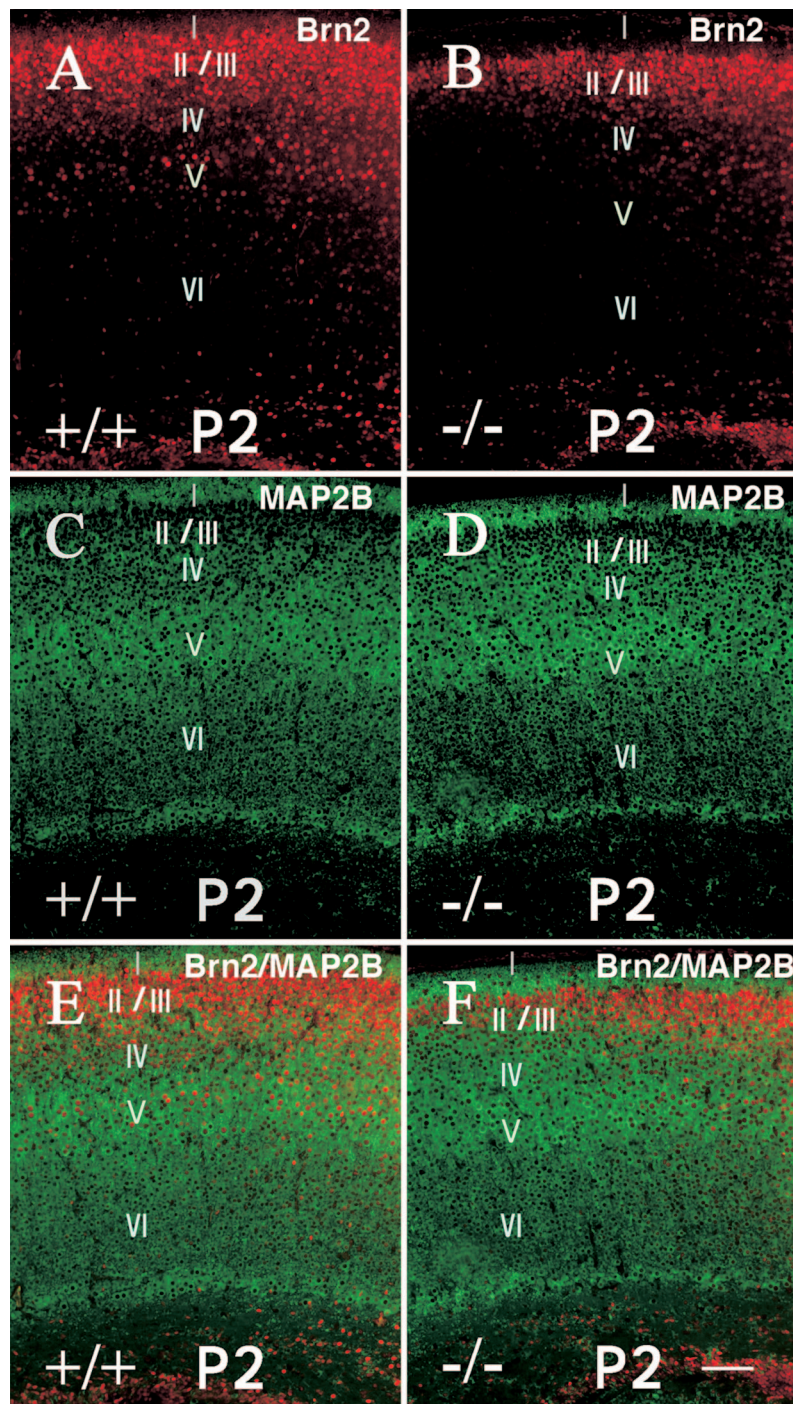 A
I
Brn2
II / III
IV
V
VI
+/+ P2
B
I
Brn2
II / III
IV
V
VI
-/- P2
C
I
MAP2B
II / III
IV
V
VI
+/+ P2
D
I
MAP2B
II / III
IV
V
VI
-/- P2
E
I
Brn2/MAP2B
II / III
IV
V
VI
+/+ P2
F
I
Brn2/MAP2B
II / III
IV
V
VI
-/- P2